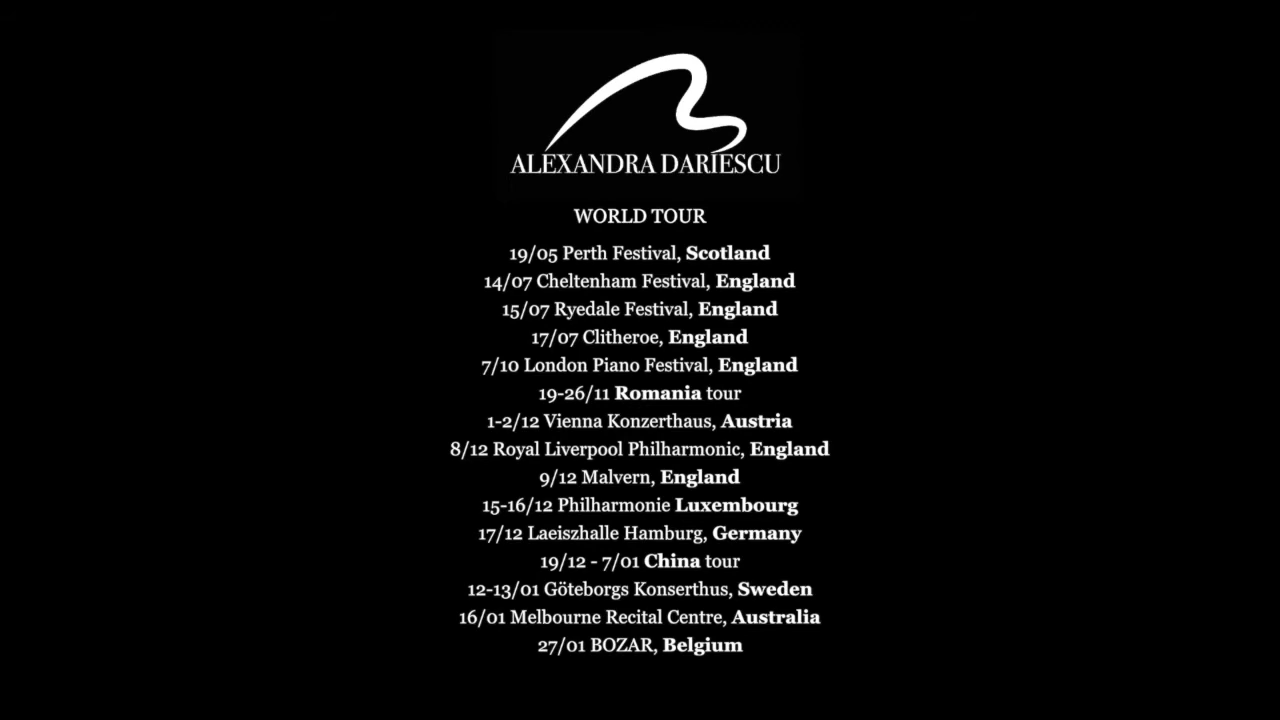 ALEXANDRA DARIESCU
WORLD TOUR
19/05 Perth Festival, Scotland
14/07 Cheltenham Festival, England
15/07 Ryedale Festival, England
17/07 Clitheroe, England
7/10 London Piano Festival, England
19-26/11 Romania tour
1-2/12 Vienna Konzerthaus, Austria
8/12 Royal Liverpool Philharmonic, England
9/12 Malvern, England
15-16/12 Philharmonie Luxembourg
17/12 Laeiszhalle Hamburg, Germany
19/12 - 7/01 China tour
12-13/01 Göteborgs Konserthus, Sweden
16/01 Melbourne Recital Centre, Australia
27/01 BOZAR, Belgium